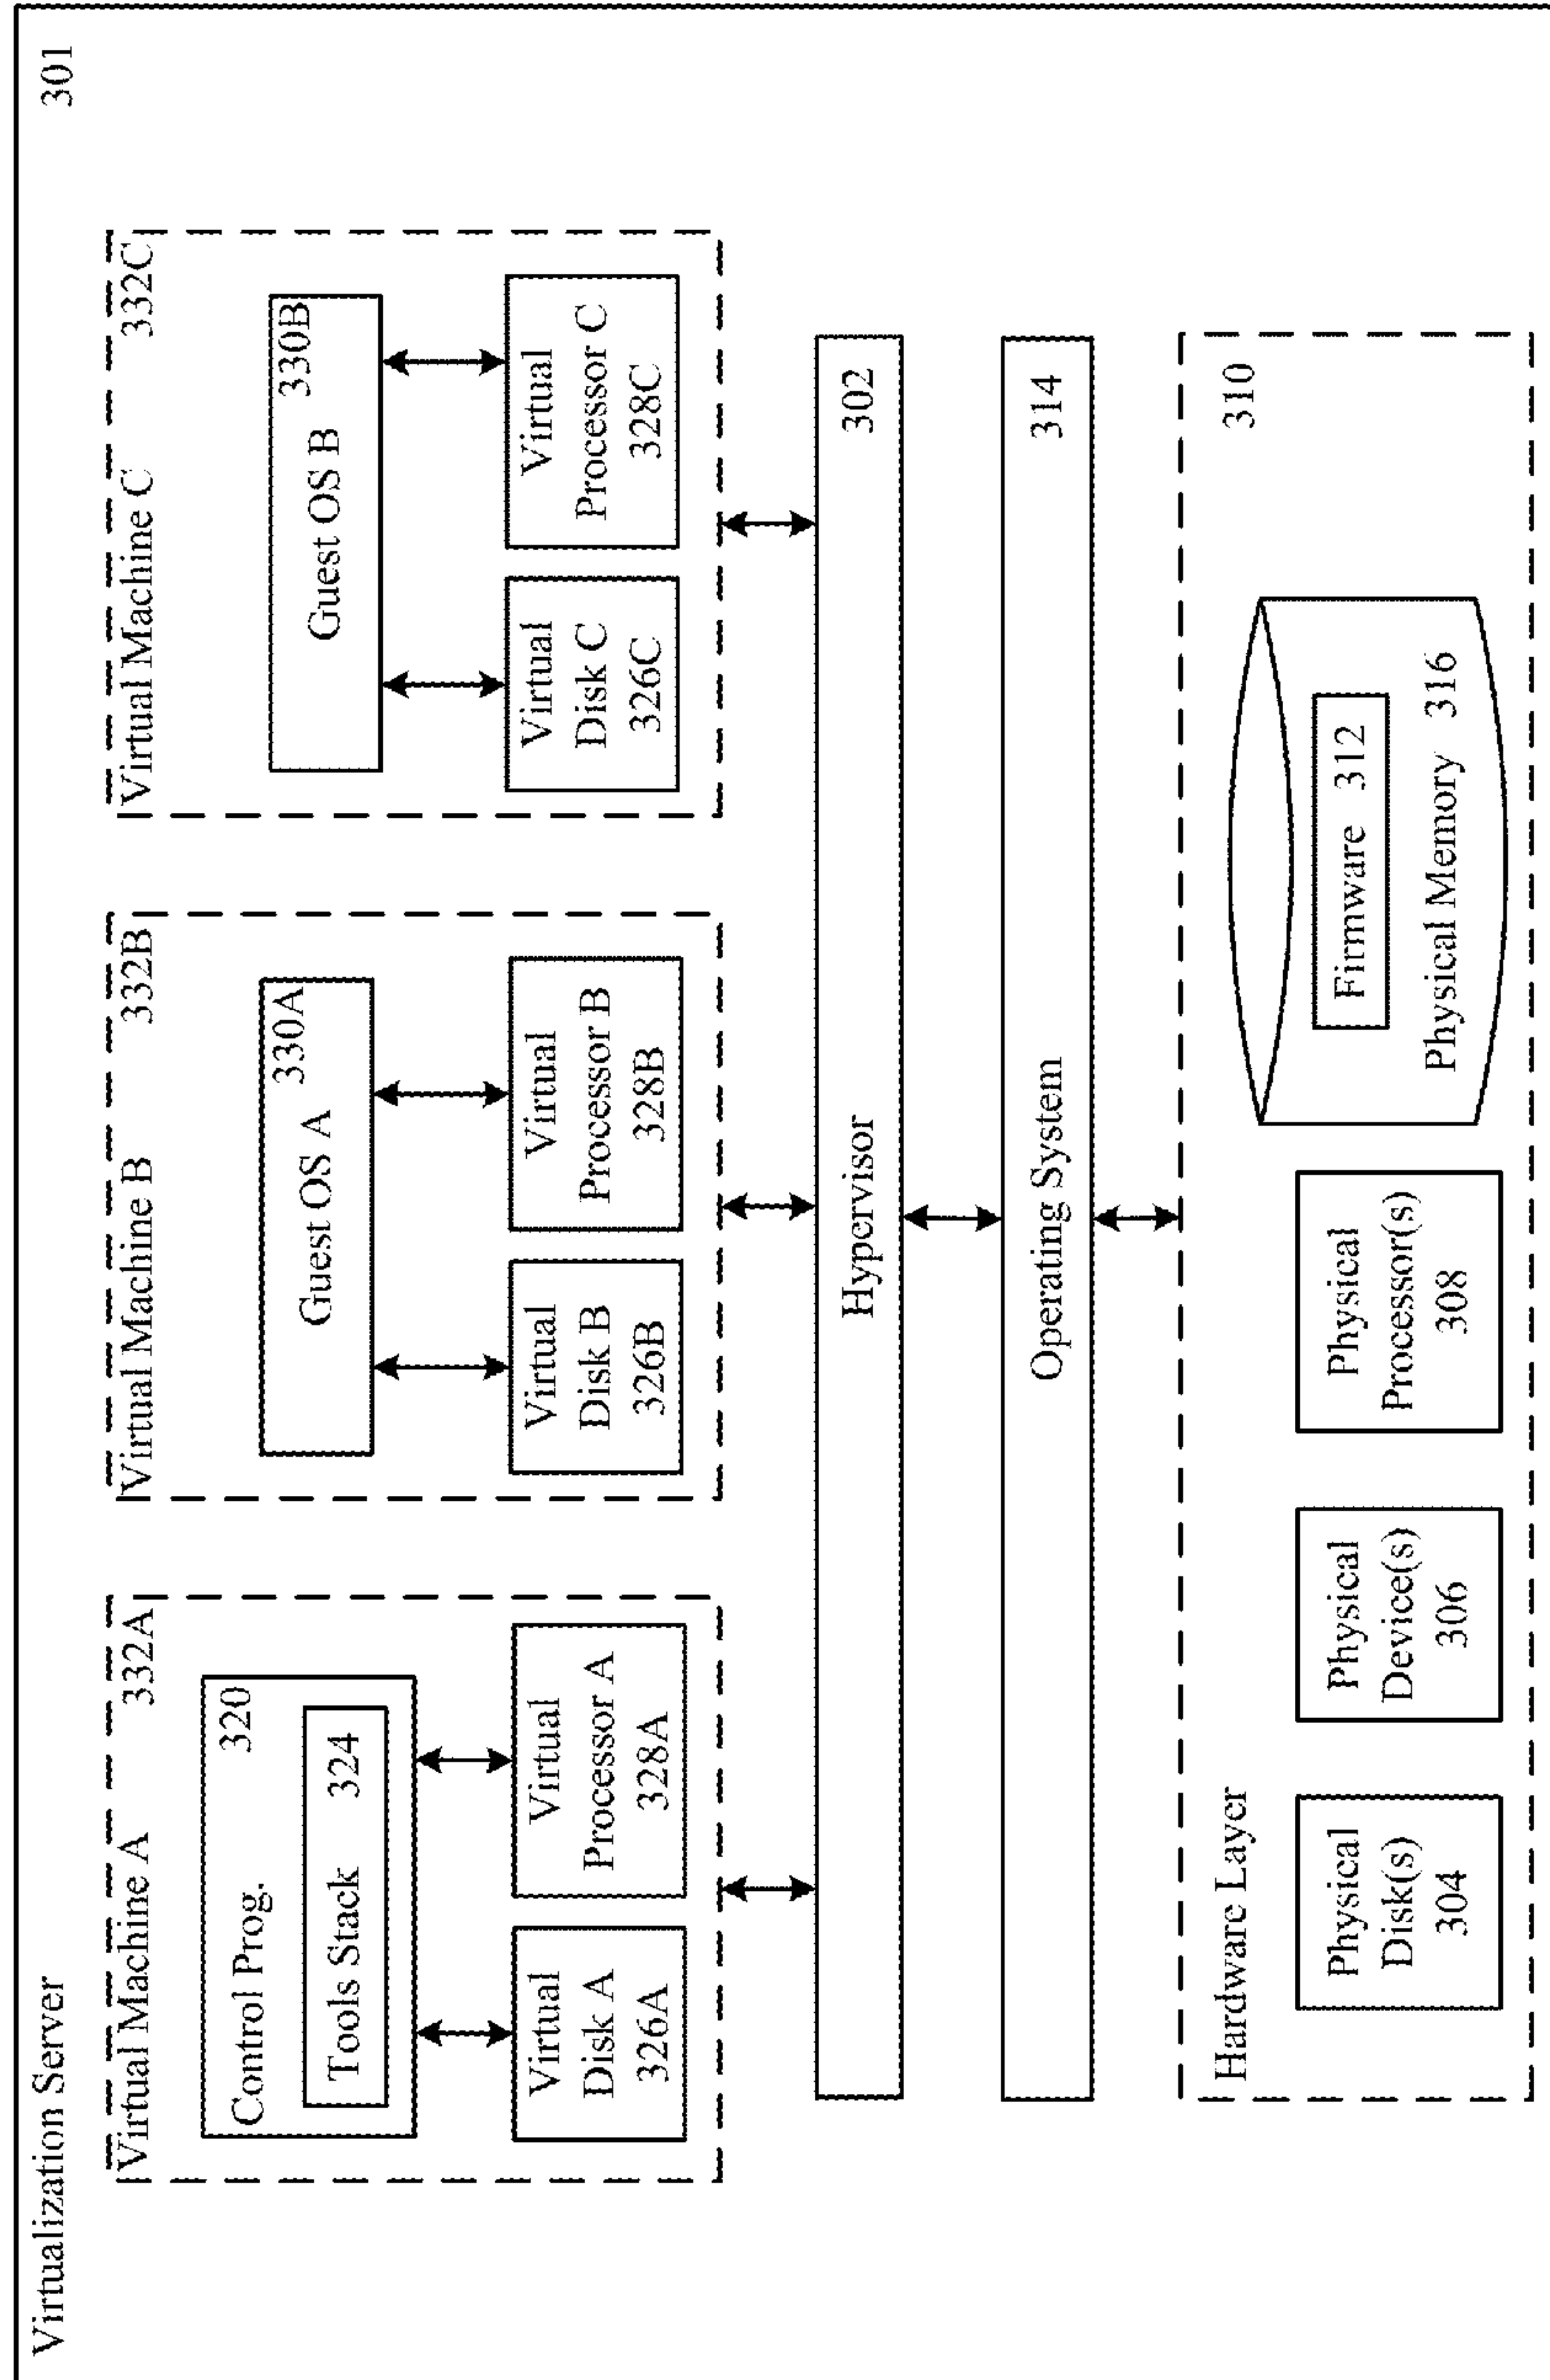 Virtualization Server
301
Virtual Machine A 332A
Control Prog. 320
Tools Stack 324
Virtual
Disk A
326A
Virtual
Processor A
328A
Virtual Machine B 332B
330A
Guest OS A
Virtual
Disk B
326B
Virtual
Processor B
328B
Virtual Machine C 332C
330B
Guest OS B
Virtual
Disk C
326C
Virtual
Processor C
328C
Hypervisor 302
Operating System 314
Hardware Layer 310
Physical
Disk(s)
304
Physical
Device(s)
306
Physical
Processor(s)
308
Firmware 312
Physical Memory 316